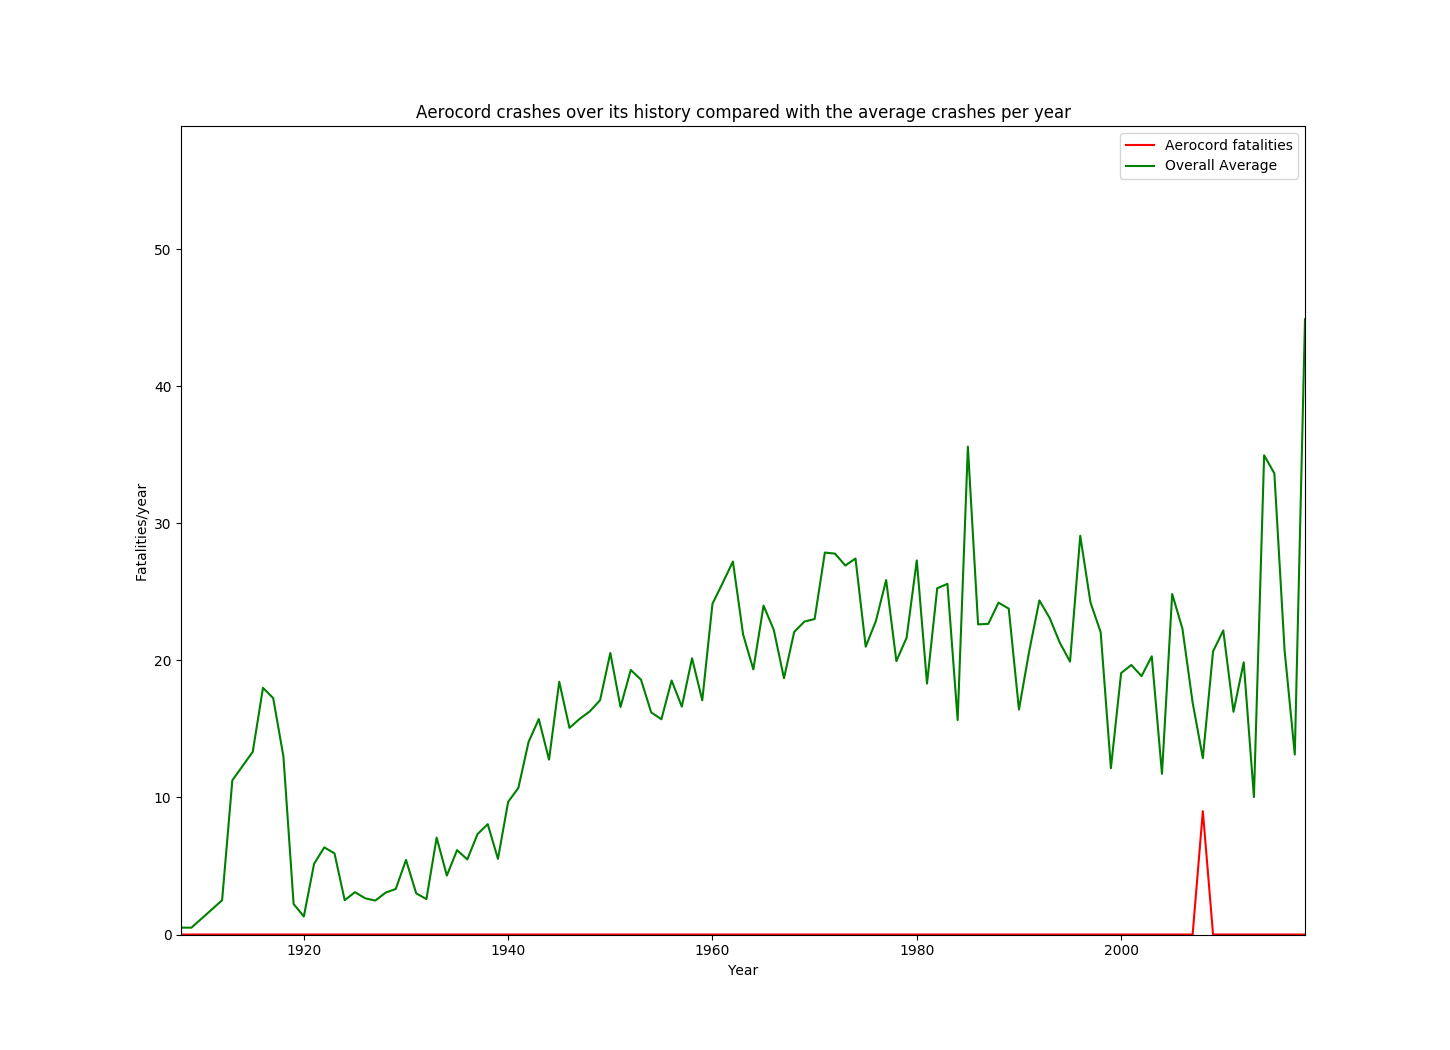 Aerocord crashes over its history compared with the average crashes per year
Aerocord fatalities
Overall Average
50
40
30
20
10
0
Fatalities/year
1920 1940 1960 1980 2000
Year